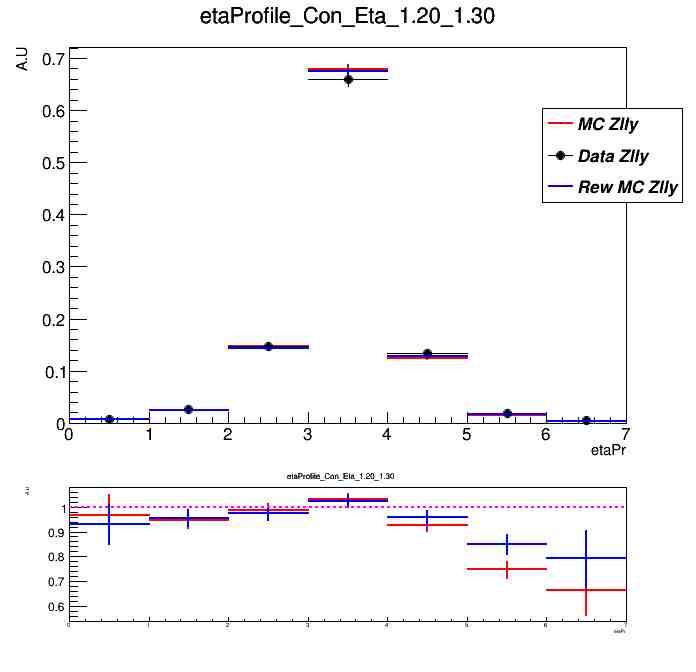 etaProfile_Con_Eta_1.20_1.30
A.U
0.7
0.6
0.5
0.4
0.3
0.2
0.1
0
0 1 2 3 4 5 6 7
etaPr
MC Zlly
Data Zlly
Rew MC Zlly
etaProfile_Con_Eta_1.20_1.30
A.U
1
0.9
0.8
0.7
0.6
0 1 2 3 4 5 6 7
etaPr